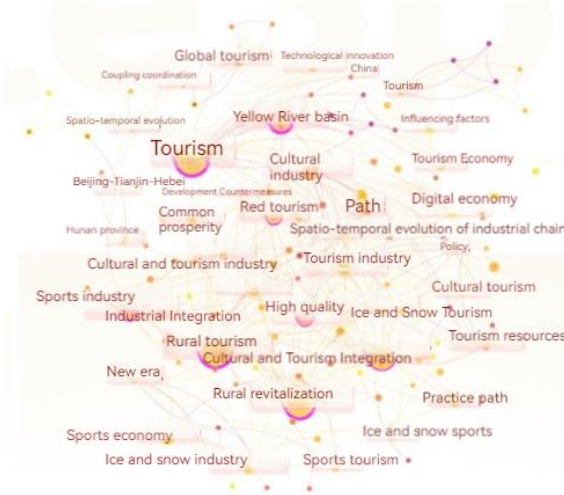 Global tourism
Technological innovation
China
Coupling coordination
Tourism
Spatio-temporal evolution
Yellow River basin
Influencing factors
Tourism
Cultural
industry
Tourism Economy
Beijing-Tianjin-Hebei
Development Countermeasures
Digital economy
Common
prosperity
Red tourism
Path
Hunan province
Spatio-temporal evolution of industrial chain
Policy
Cultural and tourism industry
Tourism industry
Sports industry
Cultural tourism
Industrial Integration
High quality
Ice and Snow Tourism
Rural tourism
Tourism resources
Cultural and Tourism Integration
New era
Rural revitalization
Practice path
Sports economy
Ice and snow sports
Ice and snow industry
Sports tourism